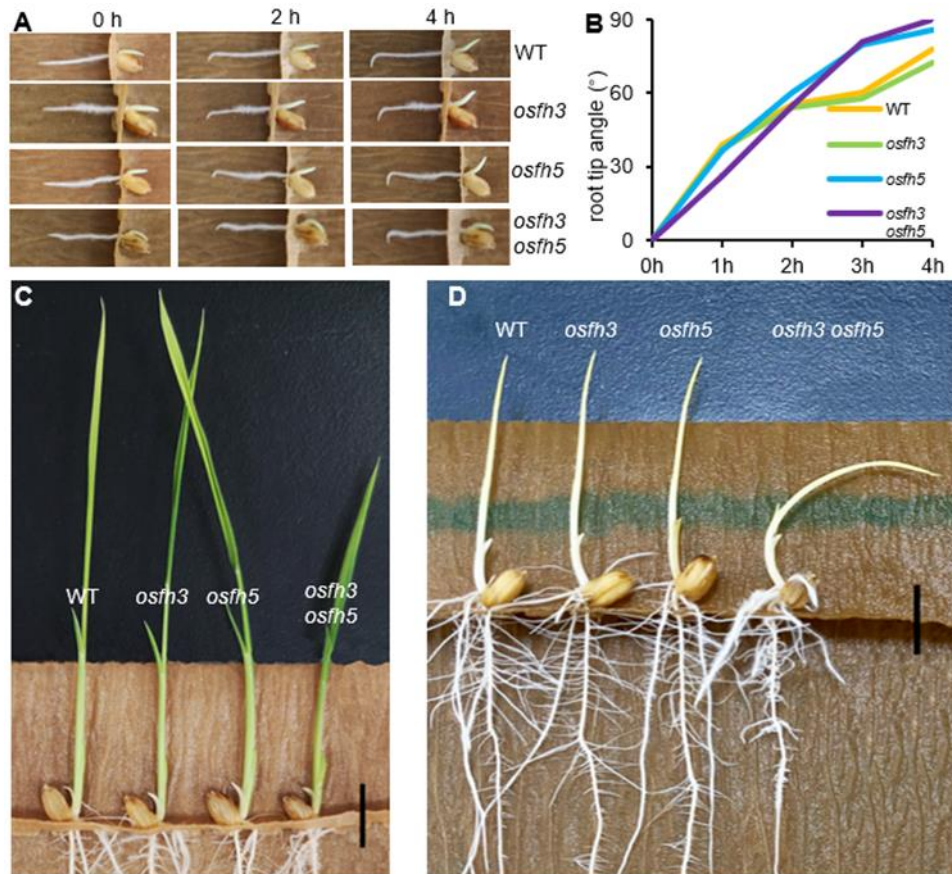 A
0 h
2 h
4 h
WT
osfh3
osfh5
osfh3
osfh5
B
root tip angle (°)
90
60
30
0
0h
1h
2h
3h
4h
WT
osfh3
osfh5
osfh3
osfh5
C
WT
osfh3
osfh5
osfh3
osfh5
D
WT
osfh3
osfh5
osfh3 osfh5